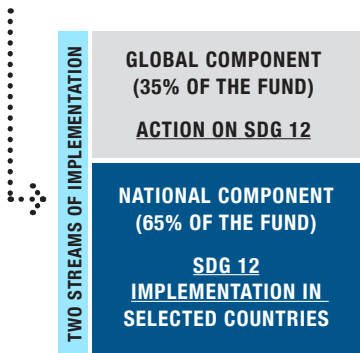 TWO STREAMS OF IMPLEMENTATION
GLOBAL COMPONENT
(35% OF THE FUND)
ACTION ON SDG 12
NATIONAL COMPONENT
(65% OF THE FUND)
SDG 12
IMPLEMENTATION IN
SELECTED COUNTRIES